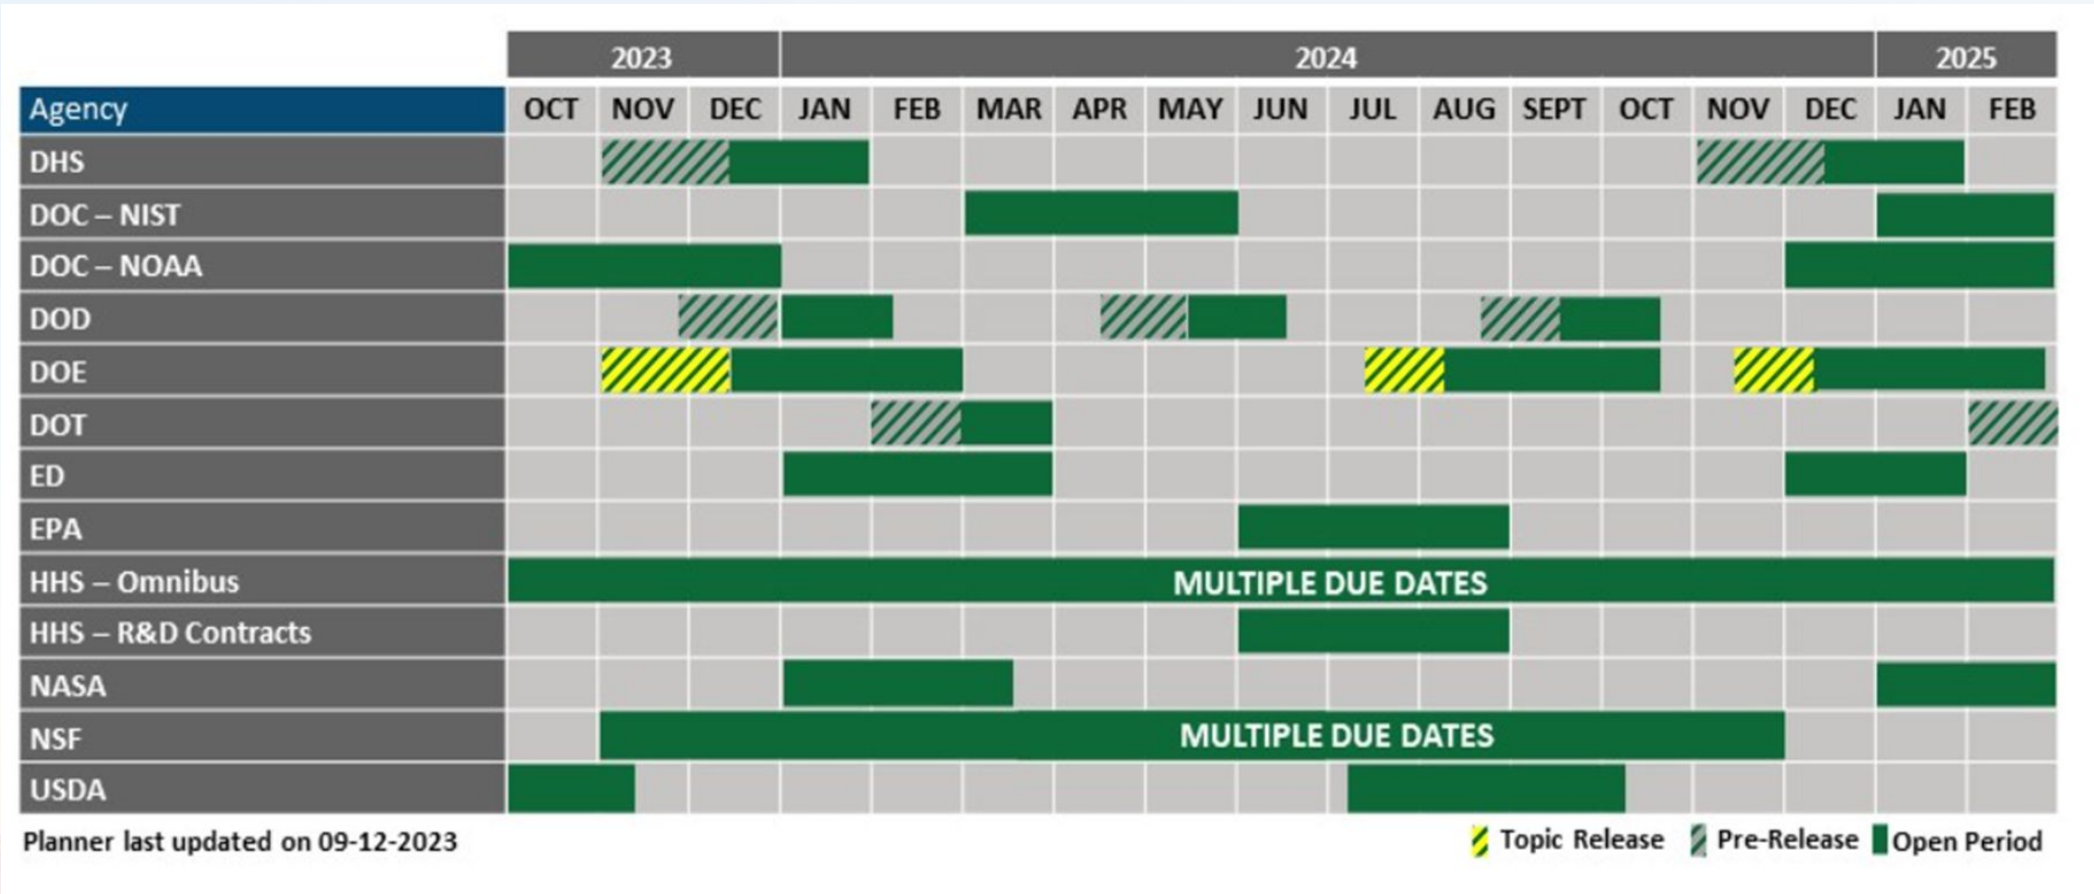 2023 2024 2025
Agency OCT NOV DEC JAN FEB MAR APR MAY JUN JUL AUG SEPT OCT NOV DEC JAN FEB
DHS
DOC – NIST
DOC – NOAA
DOD
DOE
DOT
ED
EPA
HHS – Omnibus MULTIPLE DUE DATES
HHS – R&D Contracts
NASA
NSF MULTIPLE DUE DATES
USDA
Planner last updated on 09-12-2023 Topic Release Pre-Release Open Period